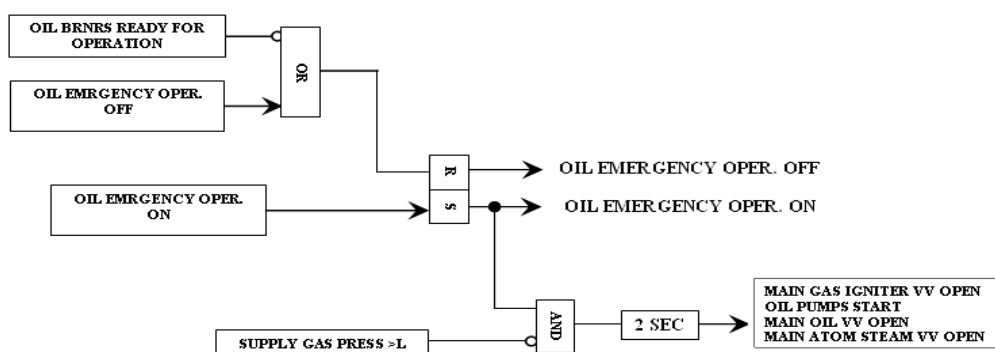 OIL BRNRS READY FOR
OPERATION
OR
OIL EMRGENCY OPER.
OFF
R
OIL EMERGENCY OPER. OFF
OIL EMRGENCY OPER.
ON
S
OIL EMERGENCY OPER. ON
SUPPLY GAS PRESS >L
AND
2 SEC
MAIN GAS IGNITER VV OPEN
OIL PUMPS START
MAIN OIL VV OPEN
MAIN ATOM STEAM VV OPEN